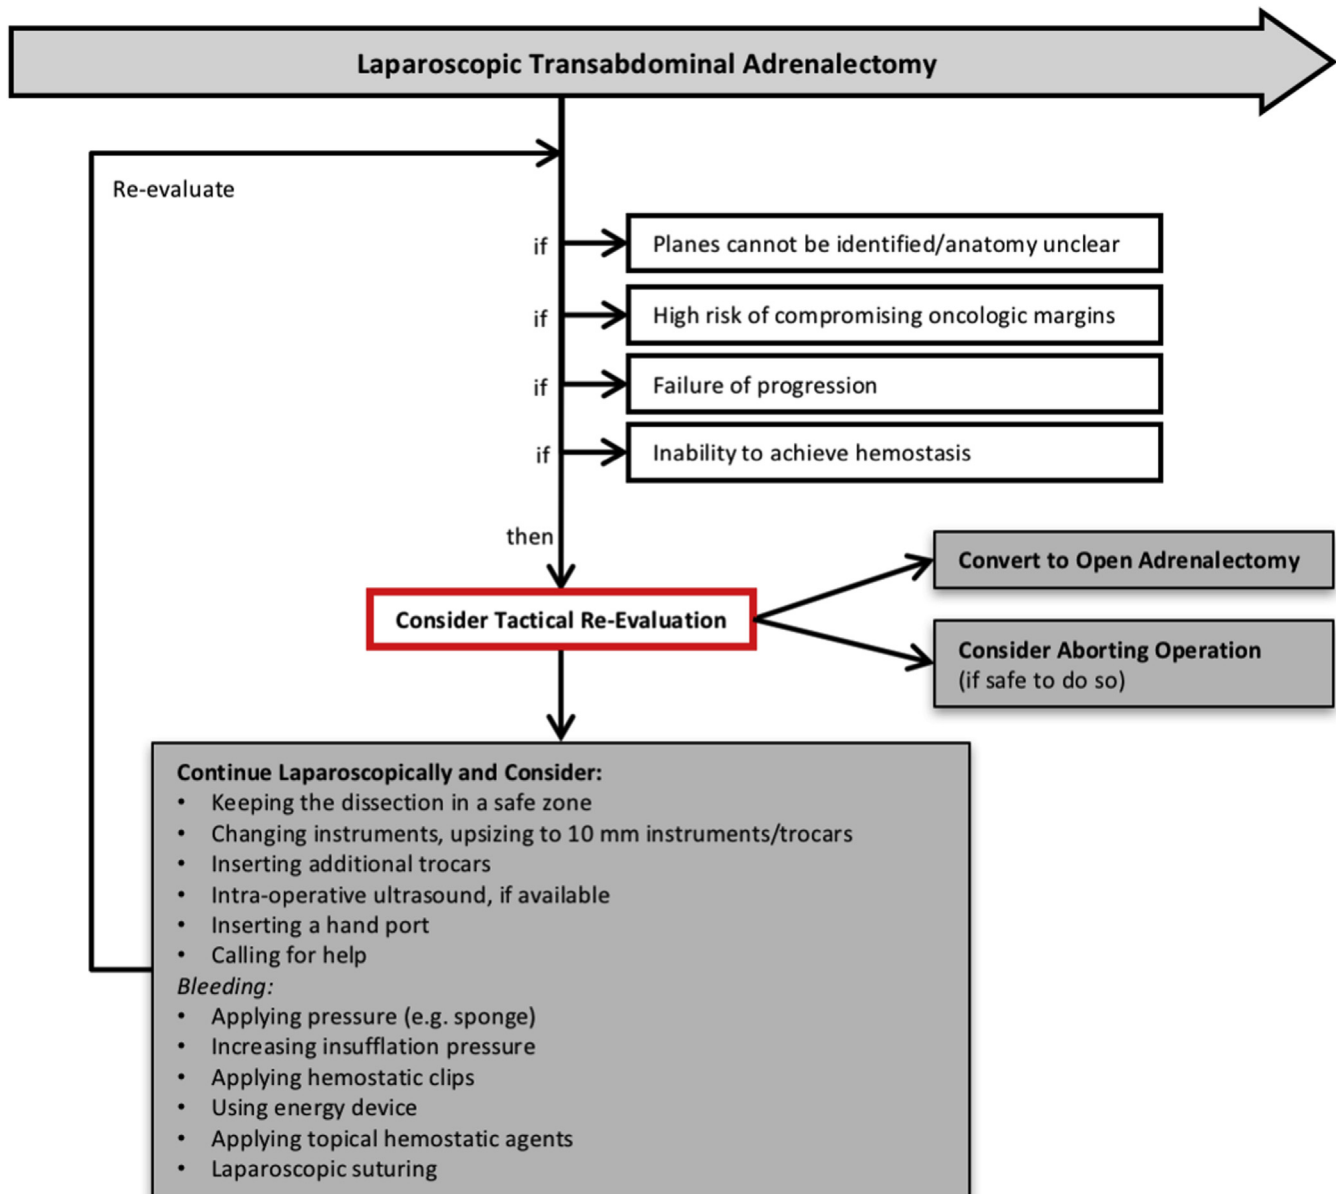 Laparoscopic Transabdominal Adrenalectomy
Re-evaluate
if
Planes cannot be identified/anatomy unclear
if
High risk of compromising oncologic margins
if
Failure of progression
if
Inability to achieve hemostasis
then
Convert to Open Adrenalectomy
Consider Tactical Re-Evaluation
Consider Aborting Operation
(if safe to do so)
Continue Laparoscopically and Consider:
• Keeping the dissection in a safe zone
• Changing instruments, upsizing to 10 mm instruments/trocars
• Inserting additional trocars
• Intra-operative ultrasound, if available
• Inserting a hand port
• Calling for help
Bleeding:
• Applying pressure (e.g. sponge)
• Increasing insufflation pressure
• Applying hemostatic clips
• Using energy device
• Applying topical hemostatic agents
• Laparoscopic suturing